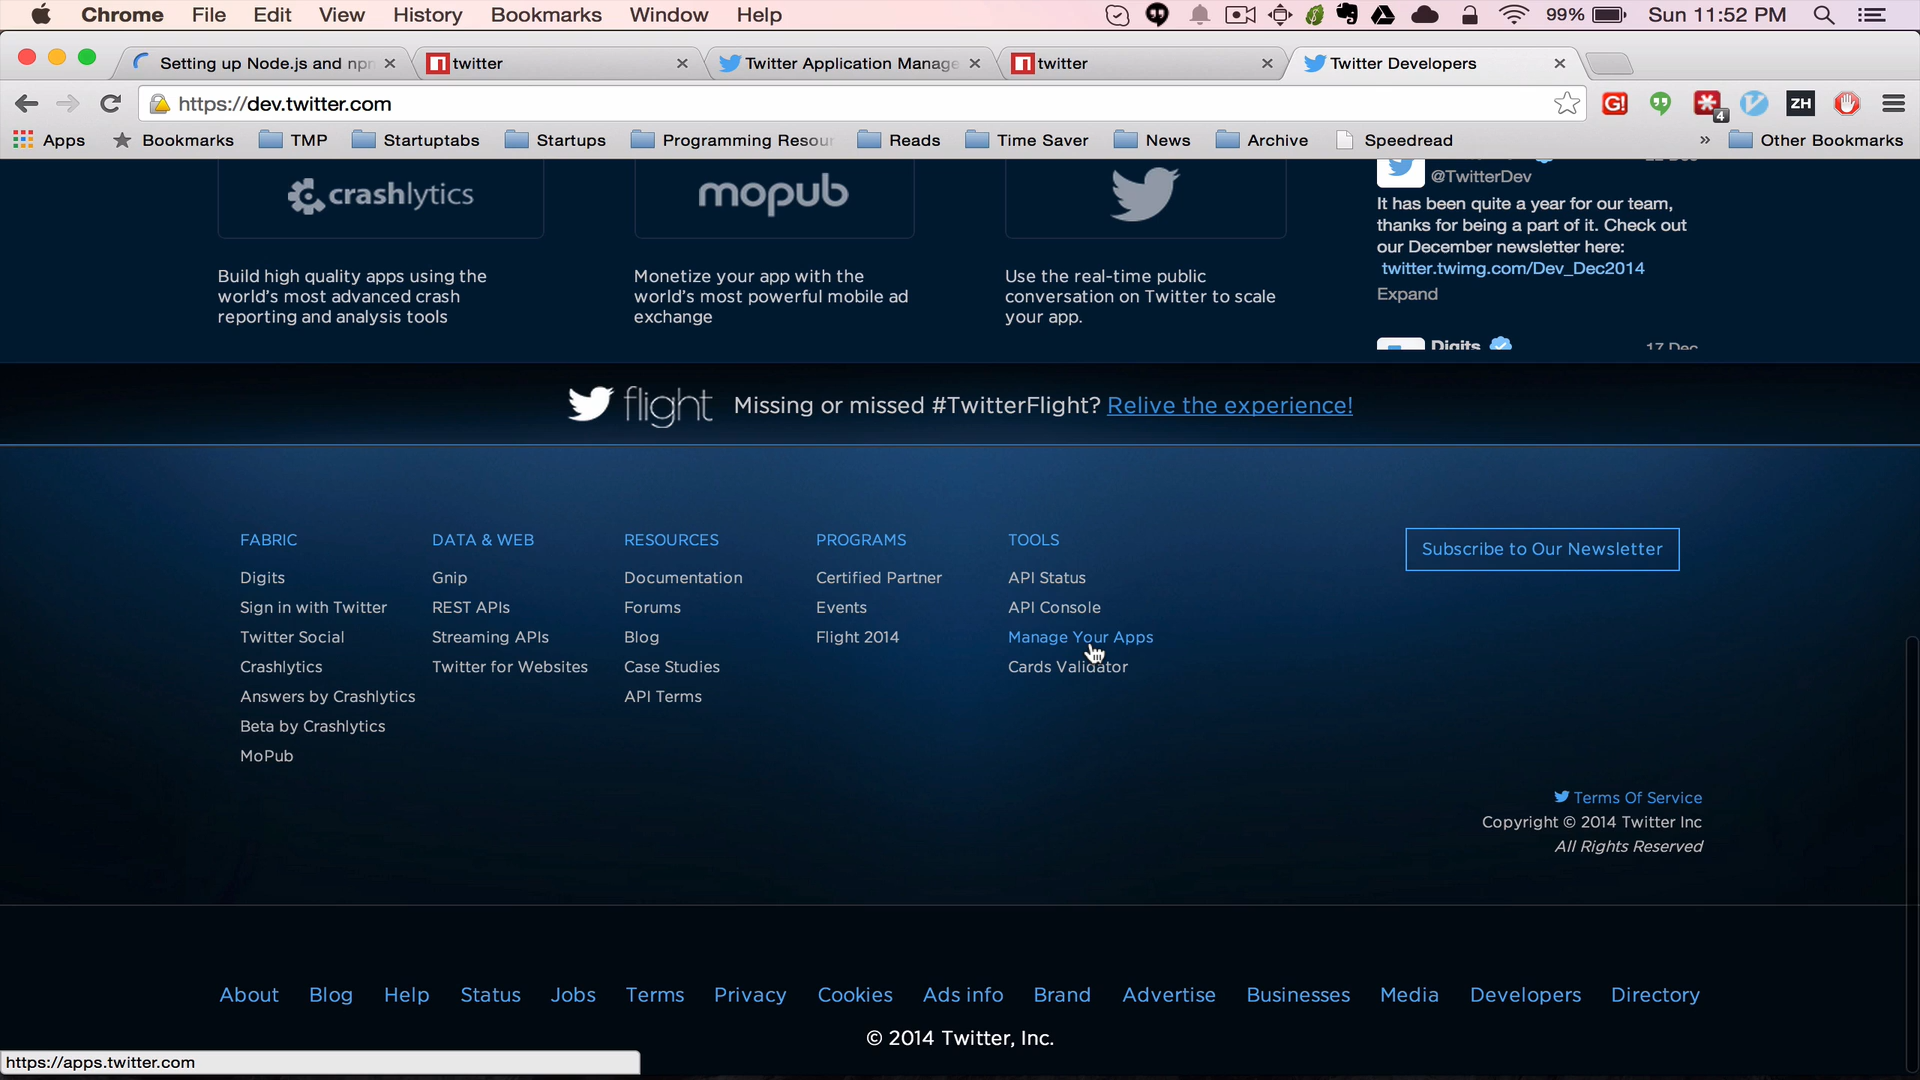 Chrome File Edit View History Bookmarks Window Help 99% Sun 11:52 PM
Setting up Node.js and npm
twitter
Twitter Application Manage
twitter
Twitter Developers
https://dev.twitter.com
G! 4 ZH
Apps Bookmarks TMP Startuptabs Startups Programming Resour Reads Time Saver News Archive Speedread » Other Bookmarks
crashlytics
Build high quality apps using the
world's most advanced crash
reporting and analysis tools
mopub
Monetize your app with the
world's most powerful mobile ad
exchange
Use the real-time public
conversation on Twitter to scale
your app.
@TwitterDev
It has been quite a year for our team,
thanks for being a part of it. Check out
our December newsletter here:
twitter.twimg.com/Dev_Dec2014
Expand
Digits 17 Dec
flight Missing or missed #TwitterFlight? Relive the experience!
FABRIC
Digits
Sign in with Twitter
Twitter Social
Crashlytics
Answers by Crashlytics
Beta by Crashlytics
MoPub
DATA & WEB
Gnip
REST APIs
Streaming APIs
Twitter for Websites
RESOURCES
Documentation
Forums
Blog
Case Studies
API Terms
PROGRAMS
Certified Partner
Events
Flight 2014
TOOLS
API Status
API Console
Manage Your Apps
Cards Validator
Subscribe to Our Newsletter
Terms Of Service
Copyright © 2014 Twitter Inc
All Rights Reserved
About Blog Help Status Jobs Terms Privacy Cookies Ads info Brand Advertise Businesses Media Developers Directory
© 2014 Twitter, Inc.
https://apps.twitter.com